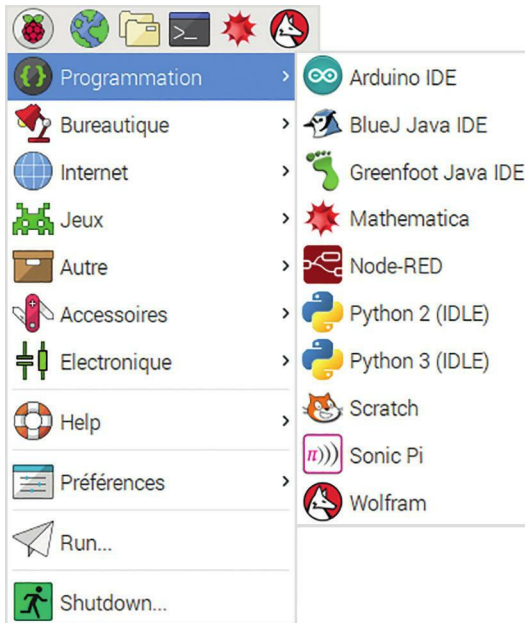 Programmation
Bureautique
Internet
Jeux
Autre
Accessoires
Electronique
Help
Préférences
Run...
Shutdown...
Arduino IDE
BlueJ Java IDE
Greenfoot Java IDE
Mathematica
Node-RED
Python 2 (IDLE)
Python 3 (IDLE)
Scratch
π)))
Sonic Pi
Wolfram